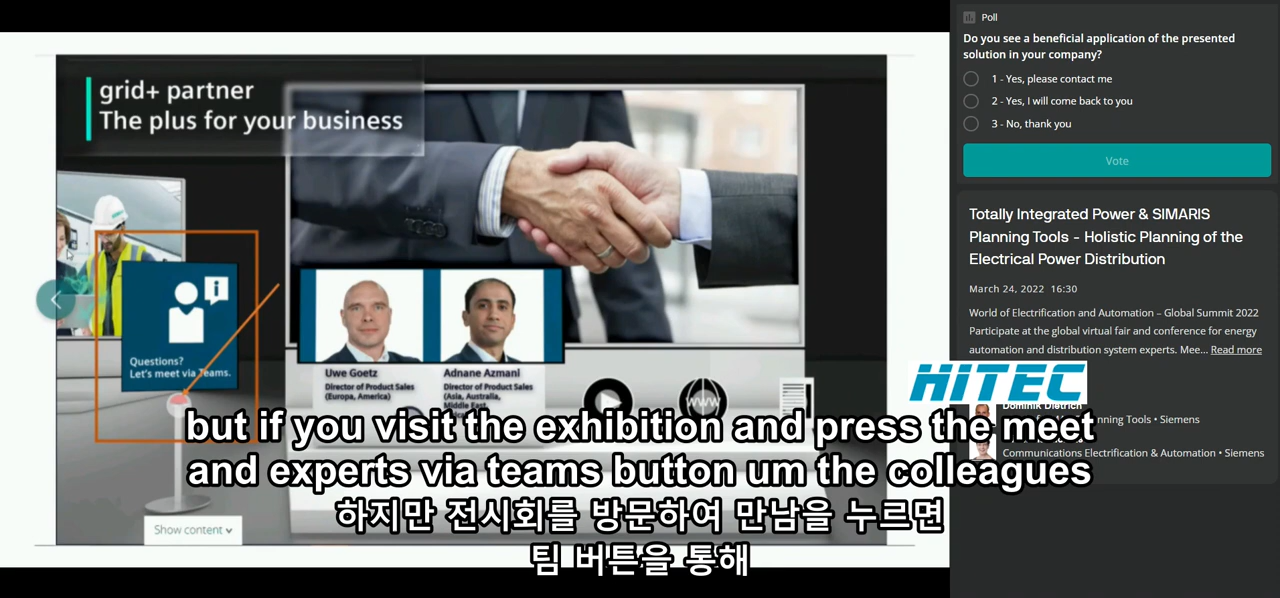 grid+ partner
The plus for your business
Questions?
Let's meet via Teams.
Uwe Goetz
Director of Product Sales
(Europa, America)
Adnane Azmani
Director of Product Sales
(Asia, Australia,
Middle East,
www
Show content
Poll
Do you see a beneficial application of the presented
solution in your company?
1 - Yes, please contact me
2 - Yes, I will come back to you
3 - No, thank you
Vote
Totally Integrated Power & SIMARIS
Planning Tools - Holistic Planning of the
Electrical Power Distribution
March 24, 2022 16:30
World of Electrification and Automation – Global Summit 2022
Participate at the global virtual fair and conference for energy
automation and distribution system experts. Mee... Read more
HITEC
Dominik Dietrich
nning Tools • Siemens
Communications Electrification & Automation • Siemens
but if you visit the exhibition and press the meet
and experts via teams button um the colleagues
하지만 전시회를 방문하여 만남을 누르면
팀 버튼을 통해